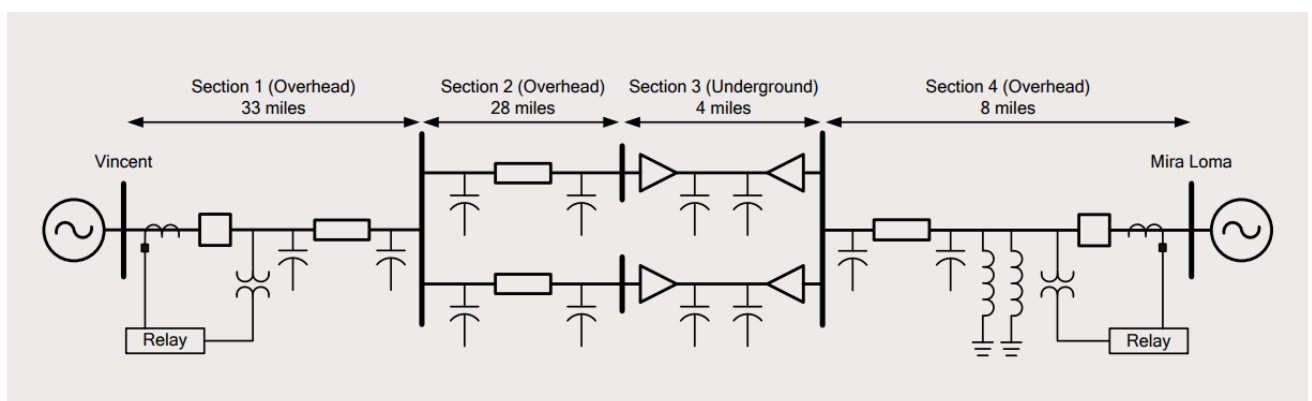 Section 1 (Overhead)
33 miles
Section 2 (Overhead)
28 miles
Section 3 (Underground)
4 miles
Section 4 (Overhead)
8 miles
Vincent
Mira Loma
Relay
Relay